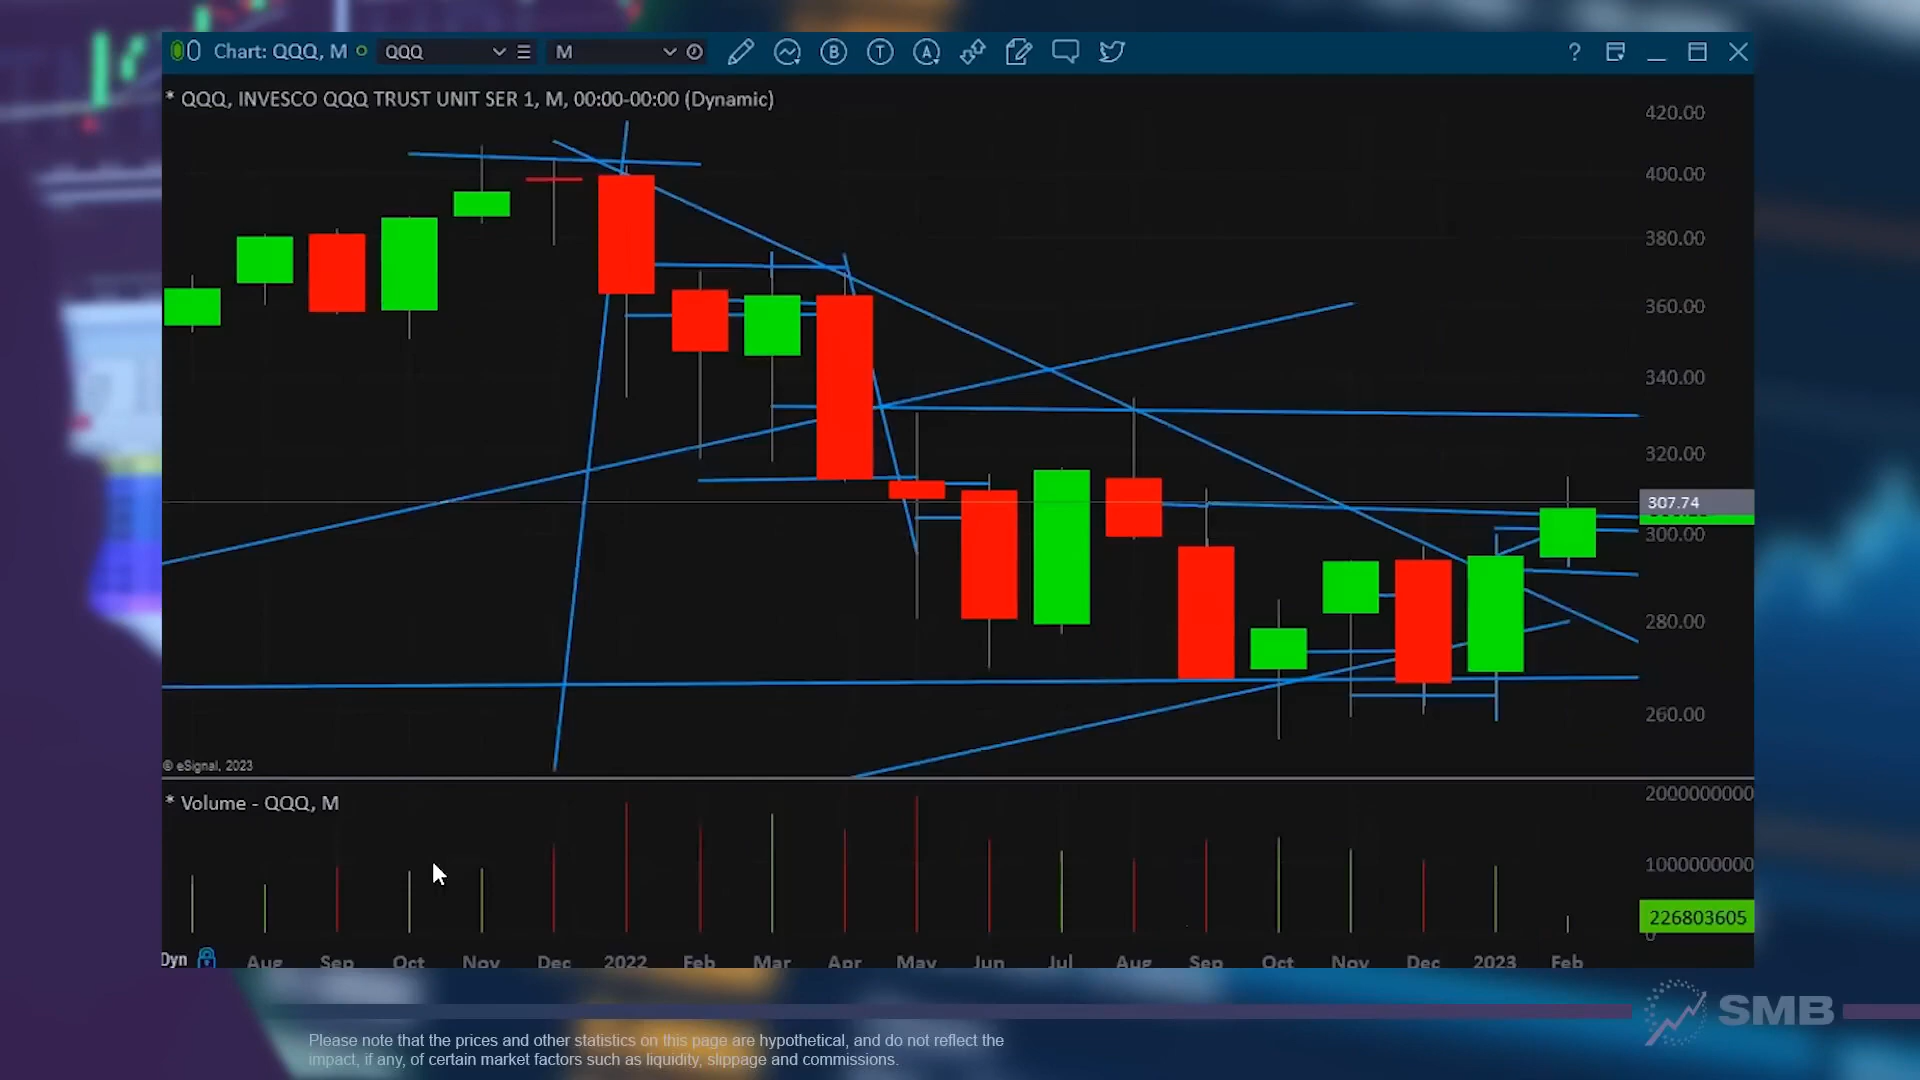 Chart: QQQ, M QQQ M B T A ?
* QQQ, INVESCO QQQ TRUST UNIT SER 1, M, 00:00-00:00 (Dynamic)
420.00
400.00
380.00
360.00
340.00
320.00
307.74
300.00
280.00
260.00
© eSignal, 2023
* Volume - QQQ, M
2000000000
1000000000
226803605
0
Dyn Aug Sep Oct Nov Dec 2022 Feb Mar Apr May Jun Jul Aug Sep Oct Nov Dec 2023 Feb
SMB
Please note that the prices and other statistics on this page are hypothetical, and do not reflect the
impact, if any, of certain market factors such as liquidity, slippage and commissions.